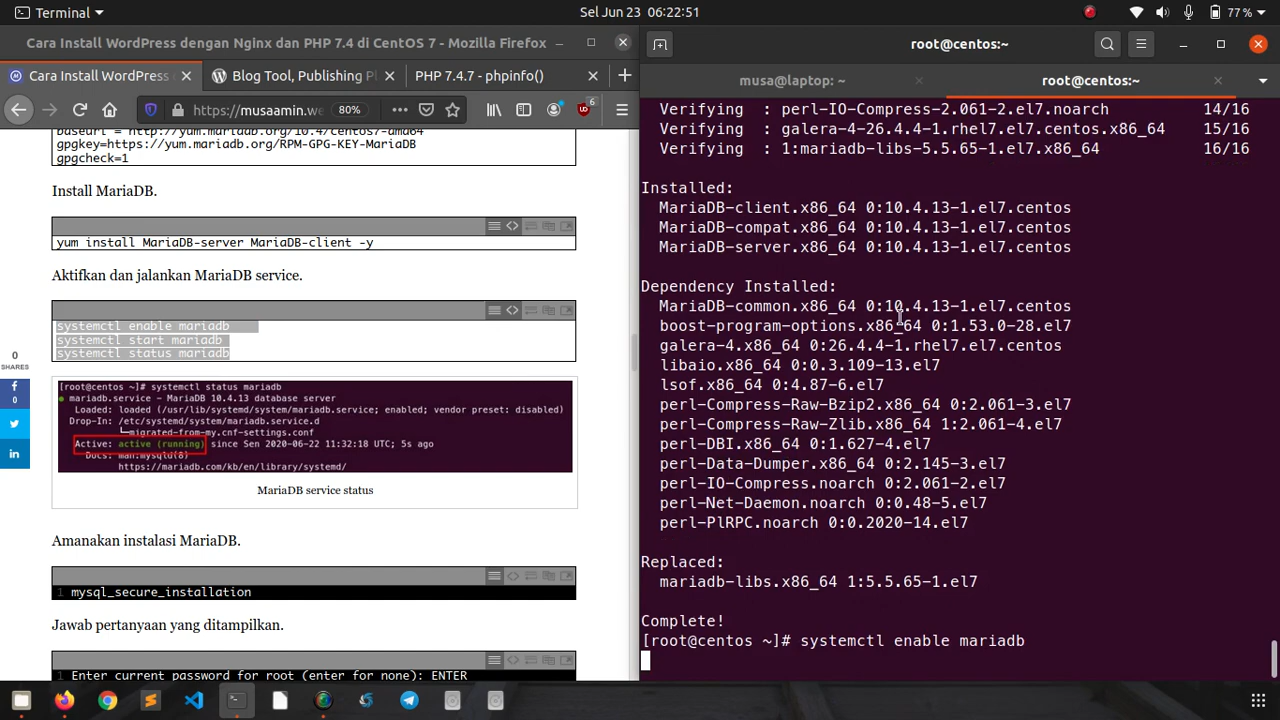 Terminal
Sel Jun 23 06:22:51
77 %
Cara Install WordPress dengan Nginx dan PHP 7.4 di CentOS 7 - Mozilla Firefox
Cara Install WordPress
Blog Tool, Publishing P
PHP 7.4.7 - phpinfo()
https://musaamin.we
80%
6
baseurl = http://yum.mariadb.org/10.4/centos7-amd64
gpgkey=https://yum.mariadb.org/RPM-GPG-KEY-MariaDB
gpgcheck=1
Install MariaDB.
yum install MariaDB-server MariaDB-client -y
Aktifkan dan jalankan MariaDB service.
systemctl enable mariadb
systemctl start mariadb
systemctl status mariadb
0
SHARES
0
[root@centos ~]# systemctl status mariadb
● mariadb.service - MariaDB 10.4.13 database server
Loaded: loaded (/usr/lib/systemd/system/mariadb.service; enabled; vendor preset: disabled)
Drop-In: /etc/systemd/system/mariadb.service.d
└─migrated-from-my.cnf-settings.conf
Active: active (running) since Sen 2020-06-22 11:32:18 UTC; 5s ago
Docs: man:mysqld(8)
https://mariadb.com/kb/en/library/systemd/
MariaDB service status
Amanakan instalasi MariaDB.
1 mysql_secure_installation
Jawab pertanyaan yang ditampilkan.
1 Enter current password for root (enter for none): ENTER
root@centos:~
musa@laptop: ~
root@centos:~
Verifying : perl-IO-Compress-2.061-2.el7.noarch 14/16
Verifying : galera-4-26.4.4-1.rhel7.el7.centos.x86_64 15/16
Verifying : 1:mariadb-libs-5.5.65-1.el7.x86_64 16/16
Installed:
MariaDB-client.x86_64 0:10.4.13-1.el7.centos
MariaDB-compat.x86_64 0:10.4.13-1.el7.centos
MariaDB-server.x86_64 0:10.4.13-1.el7.centos
Dependency Installed:
MariaDB-common.x86_64 0:10.4.13-1.el7.centos
boost-program-options.x86_64 0:1.53.0-28.el7
galera-4.x86_64 0:26.4.4-1.rhel7.el7.centos
libaio.x86_64 0:0.3.109-13.el7
lsof.x86_64 0:4.87-6.el7
perl-Compress-Raw-Bzip2.x86_64 0:2.061-3.el7
perl-Compress-Raw-Zlib.x86_64 1:2.061-4.el7
perl-DBI.x86_64 0:1.627-4.el7
perl-Data-Dumper.x86_64 0:2.145-3.el7
perl-IO-Compress.noarch 0:2.061-2.el7
perl-Net-Daemon.noarch 0:0.48-5.el7
perl-PlRPC.noarch 0:0.2020-14.el7
Replaced:
mariadb-libs.x86_64 1:5.5.65-1.el7
Complete!
[root@centos ~]# systemctl enable mariadb